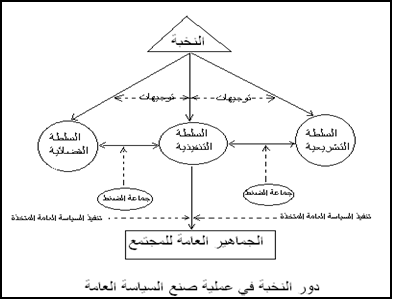 النخبة
توجيهات
توجيهات
السلطة
التشريعية
السلطة
التنفيذية
السلطة
القضائية
جماعة الضغط
جماعة الضغط
تنفيذ السياسة العامة المتخذة
تنفيذ السياسة العامة المتخذة
الجماهير العامة للمجتمع
دور النخبة في عملية صنع السياسة العامة